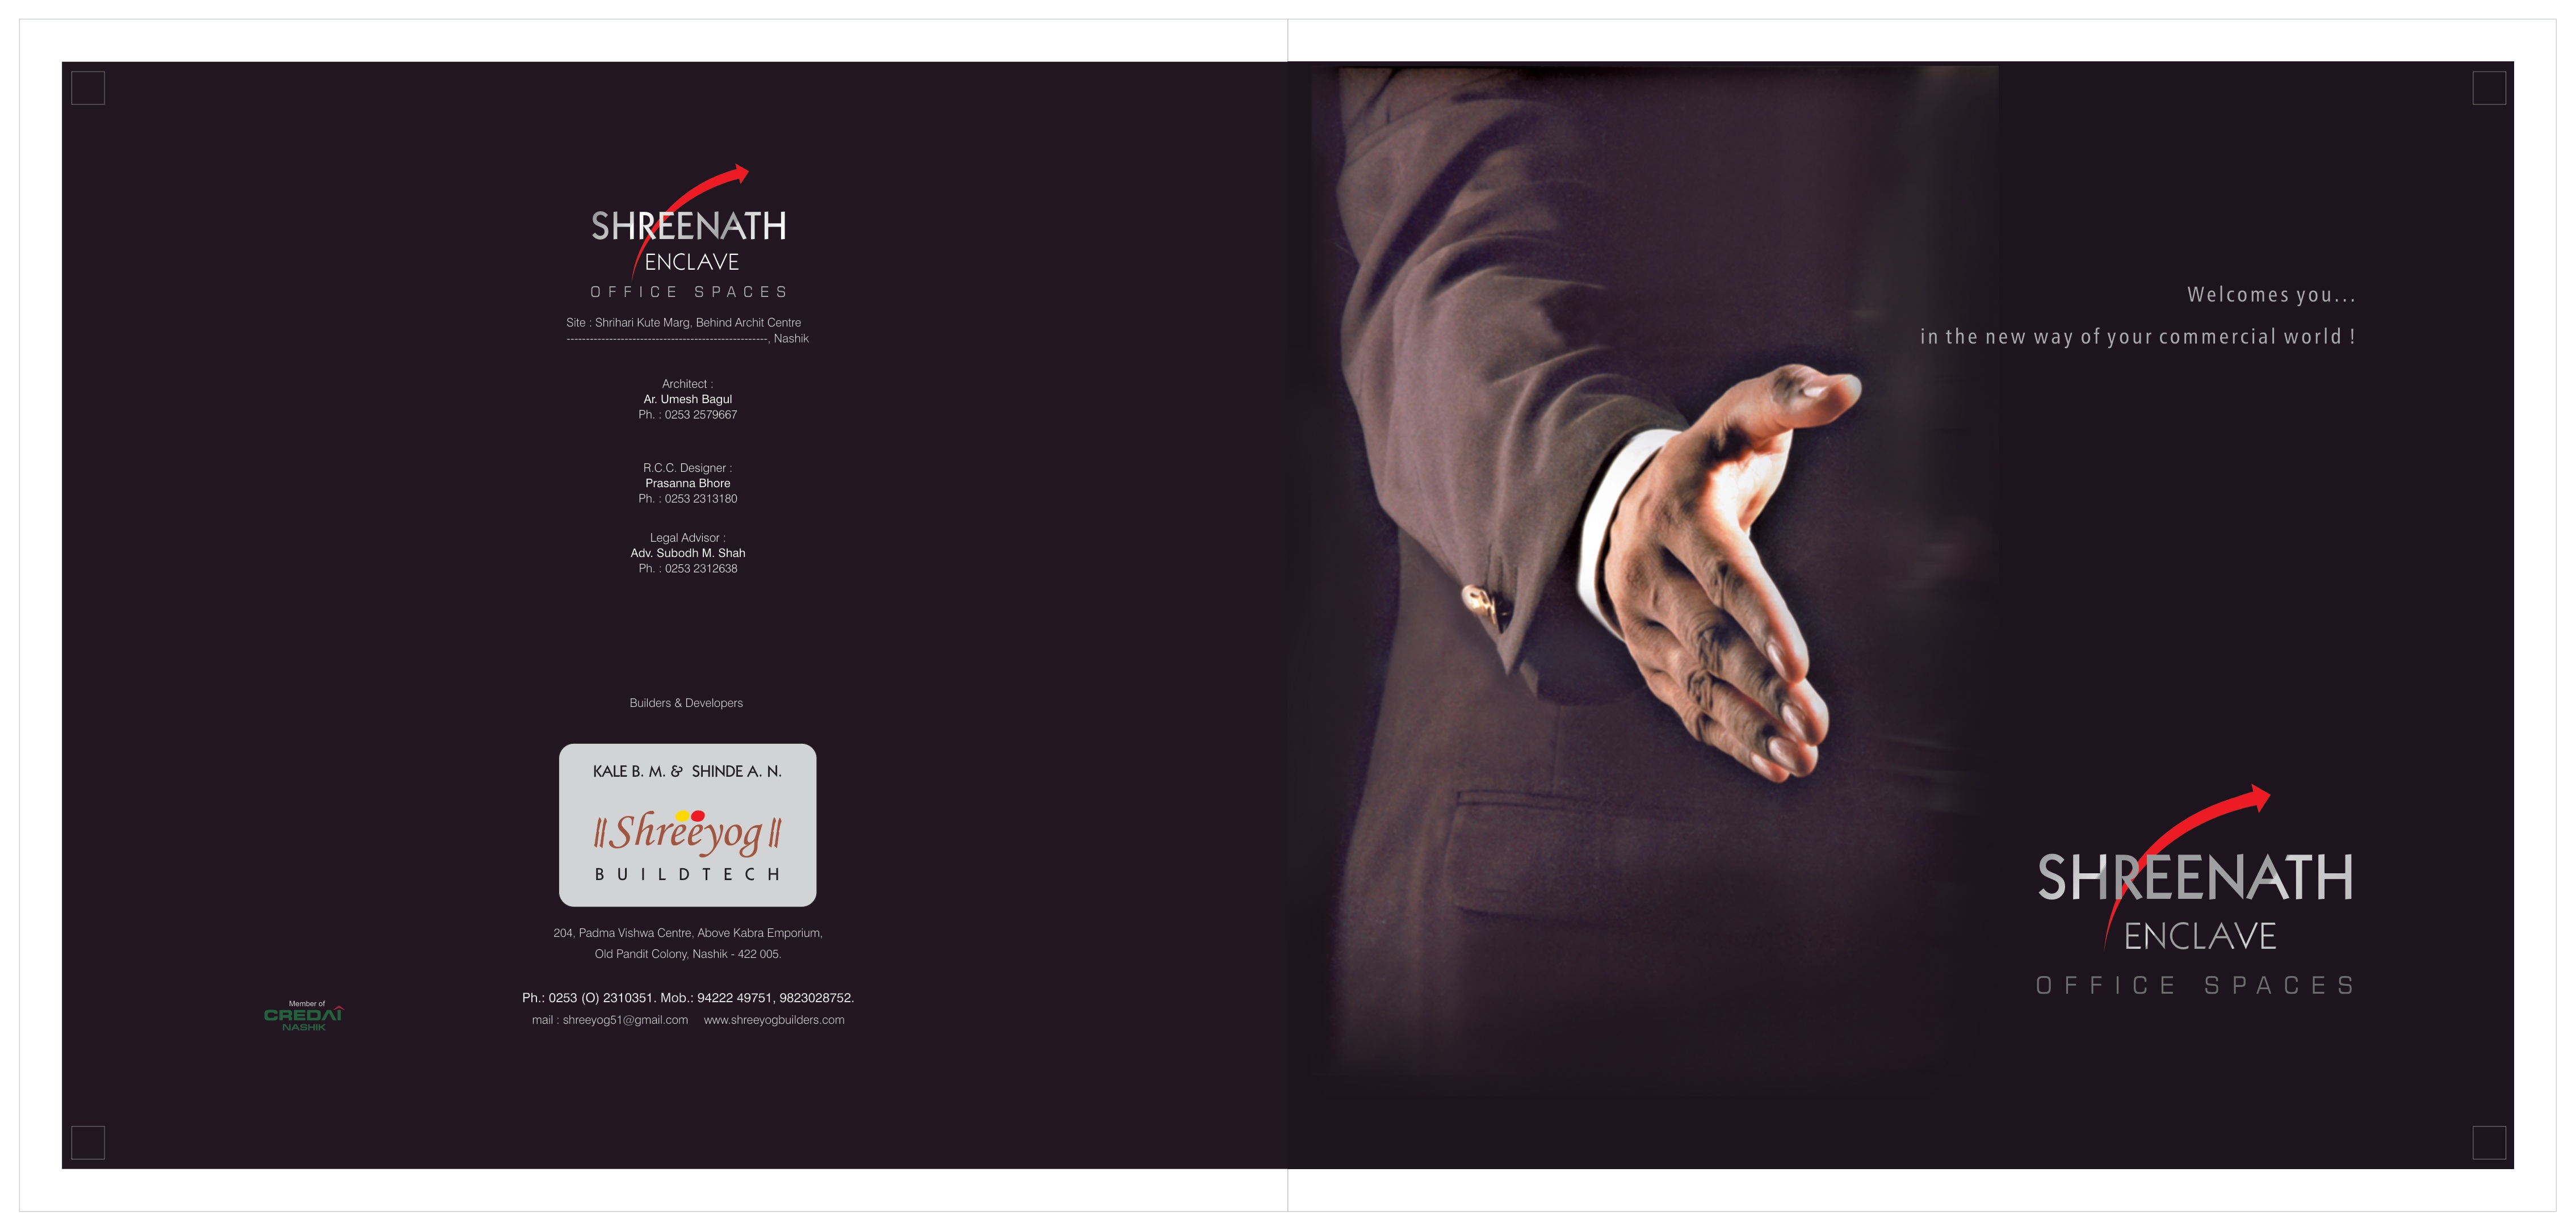 SHREENATH
ENCLAVE
OFFICE SPACES
Site : Shrihari Kute Marg, Behind Archit Centre
----------------------------------------------------, Nashik
Architect :
Ar. Umesh Bagul
Ph. : 0253 2579667
R.C.C. Designer :
Prasanna Bhore
Ph. : 0253 2313180
Legal Advisor :
Adv. Subodh M. Shah
Ph. : 0253 2312638
Builders & Developers
KALE B. M. & SHINDE A. N.
॥Shreeyog॥
BUILDTECH
204, Padma Vishwa Centre, Above Kabra Emporium,
Old Pandit Colony, Nashik - 422 005.
Ph.: 0253 (O) 2310351. Mob.: 94222 49751, 9823028752.
mail : shreeyog51@gmail.com www.shreeyogbuilders.com
Member of
CREDAI
NASHIK
Welcomes you...
in the new way of your commercial world !
SHREENATH
ENCLAVE
OFFICE SPACES